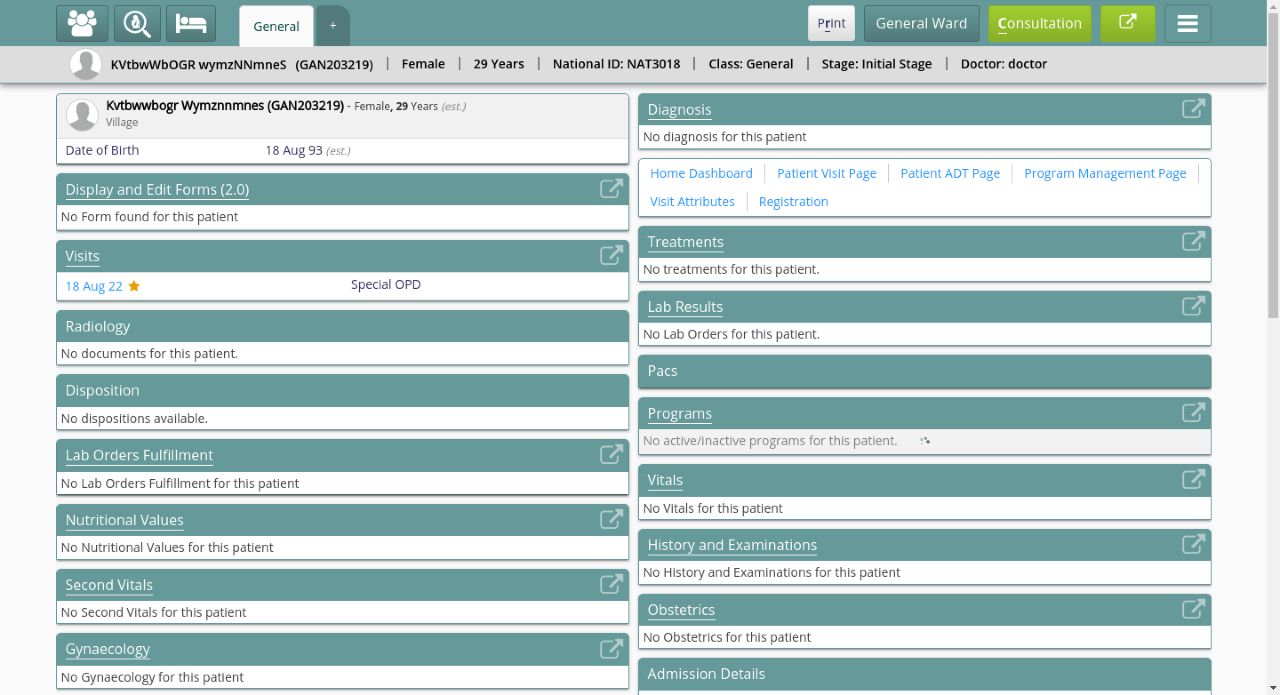 General
+
Print
General Ward
Consultation
KVtbwWbOGR wymzNNmneS (GAN203219) | Female | 29 Years | National ID: NAT3018 | Class: General | Stage: Initial Stage | Doctor: doctor
Kvtbwwbogr Wymznnmnes (GAN203219) - Female, 29 Years (est.)
Village
Date of Birth 18 Aug 93 (est.)
Display and Edit Forms (2.0)
No Form found for this patient
Visits
18 Aug 22 Special OPD
Radiology
No documents for this patient.
Disposition
No dispositions available.
Lab Orders Fulfillment
No Lab Orders Fulfillment for this patient
Nutritional Values
No Nutritional Values for this patient
Second Vitals
No Second Vitals for this patient
Gynaecology
No Gynaecology for this patient
Diagnosis
No diagnosis for this patient
Home Dashboard | Patient Visit Page | Patient ADT Page | Program Management Page |
Visit Attributes | Registration
Treatments
No treatments for this patient.
Lab Results
No Lab Orders for this patient.
Pacs
Programs
No active/inactive programs for this patient.
Vitals
No Vitals for this patient
History and Examinations
No History and Examinations for this patient
Obstetrics
No Obstetrics for this patient
Admission Details